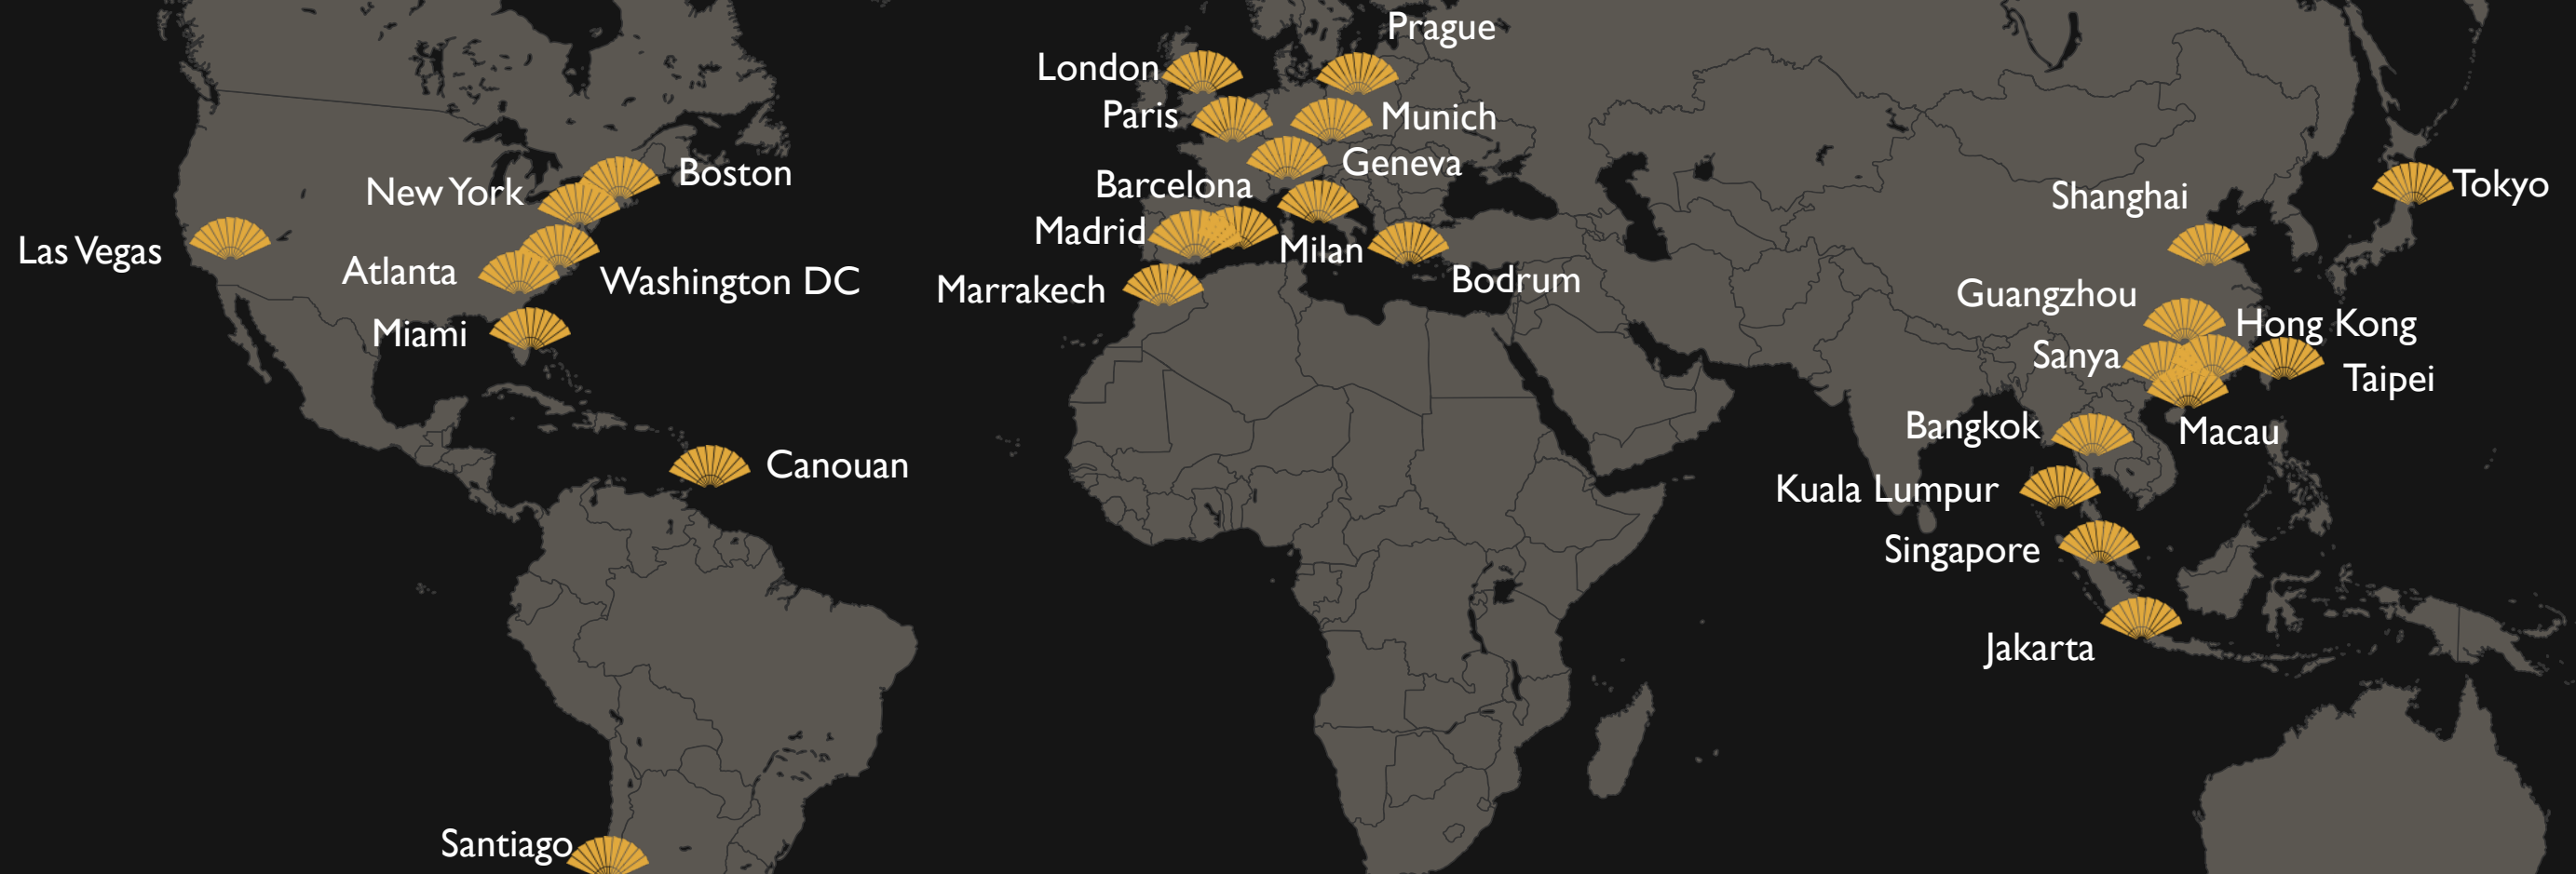 Prague
London
Paris
Munich
Boston
Geneva
New York
Barcelona
Tokyo
Shanghai
Las Vegas
Madrid
Milan
Atlanta
Washington DC
Bodrum
Marrakech
Guangzhou
Miami
Hong Kong
Sanya
Taipei
Bangkok
Macau
Canouan
Kuala Lumpur
Singapore
Jakarta
Santiago